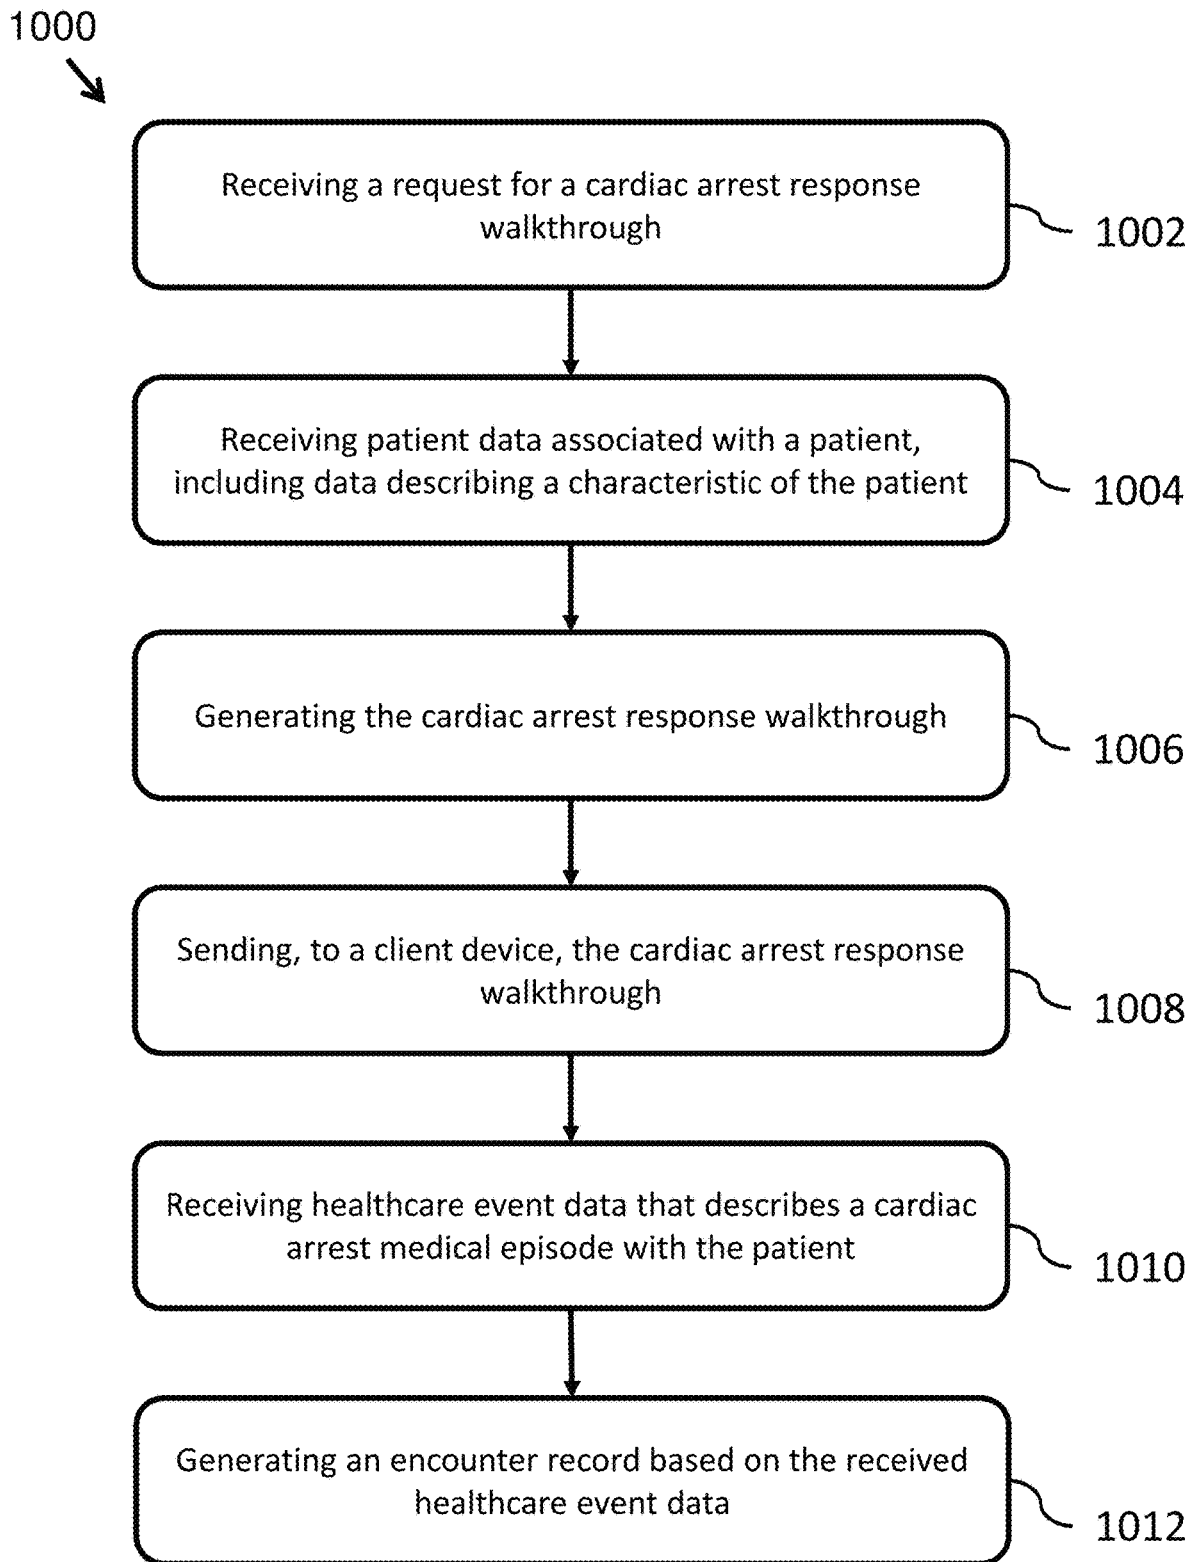 1000
Receiving a request for a cardiac arrest response
walkthrough
1002
Receiving patient data associated with a patient,
including data describing a characteristic of the patient
1004
Generating the cardiac arrest response walkthrough
1006
Sending, to a client device, the cardiac arrest response
walkthrough
1008
Receiving healthcare event data that describes a cardiac
arrest medical episode with the patient
1010
Generating an encounter record based on the received
healthcare event data
1012